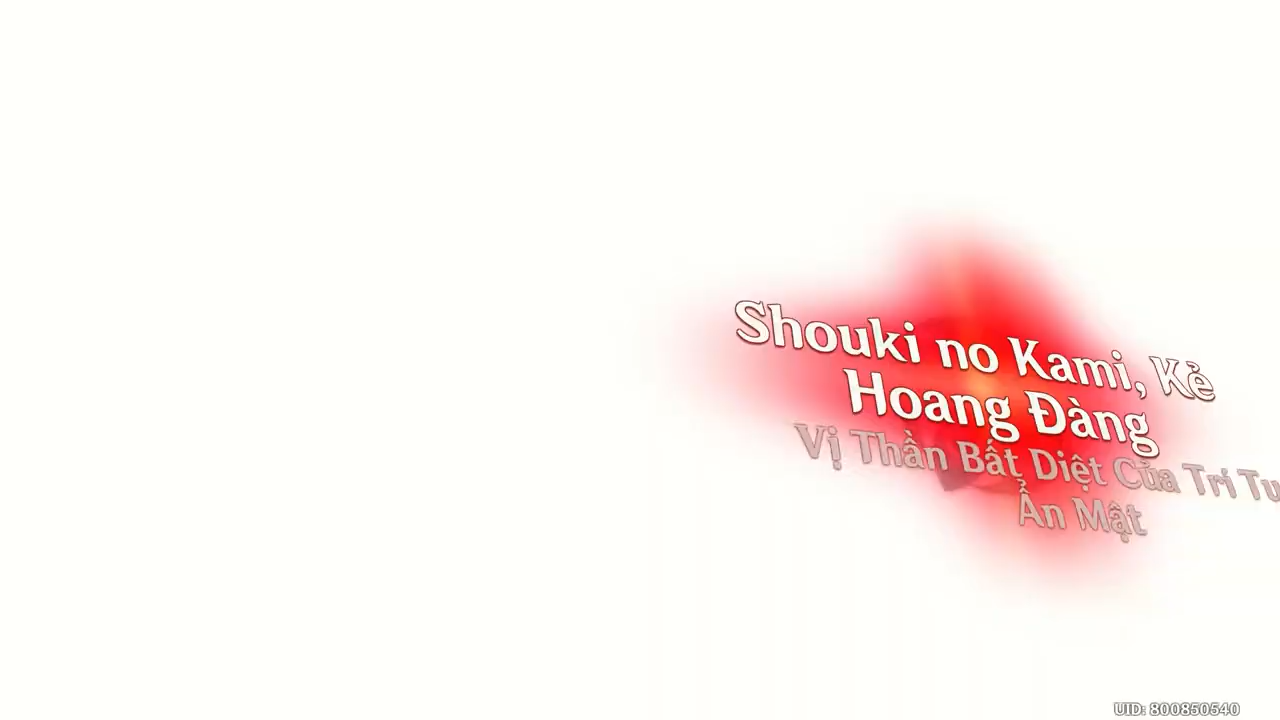 Shouki no Kami, Kẻ
Hoang Đàng
Vị Thần Bất Diệt Của Trí
Ẩn Mật
UID: 800850540